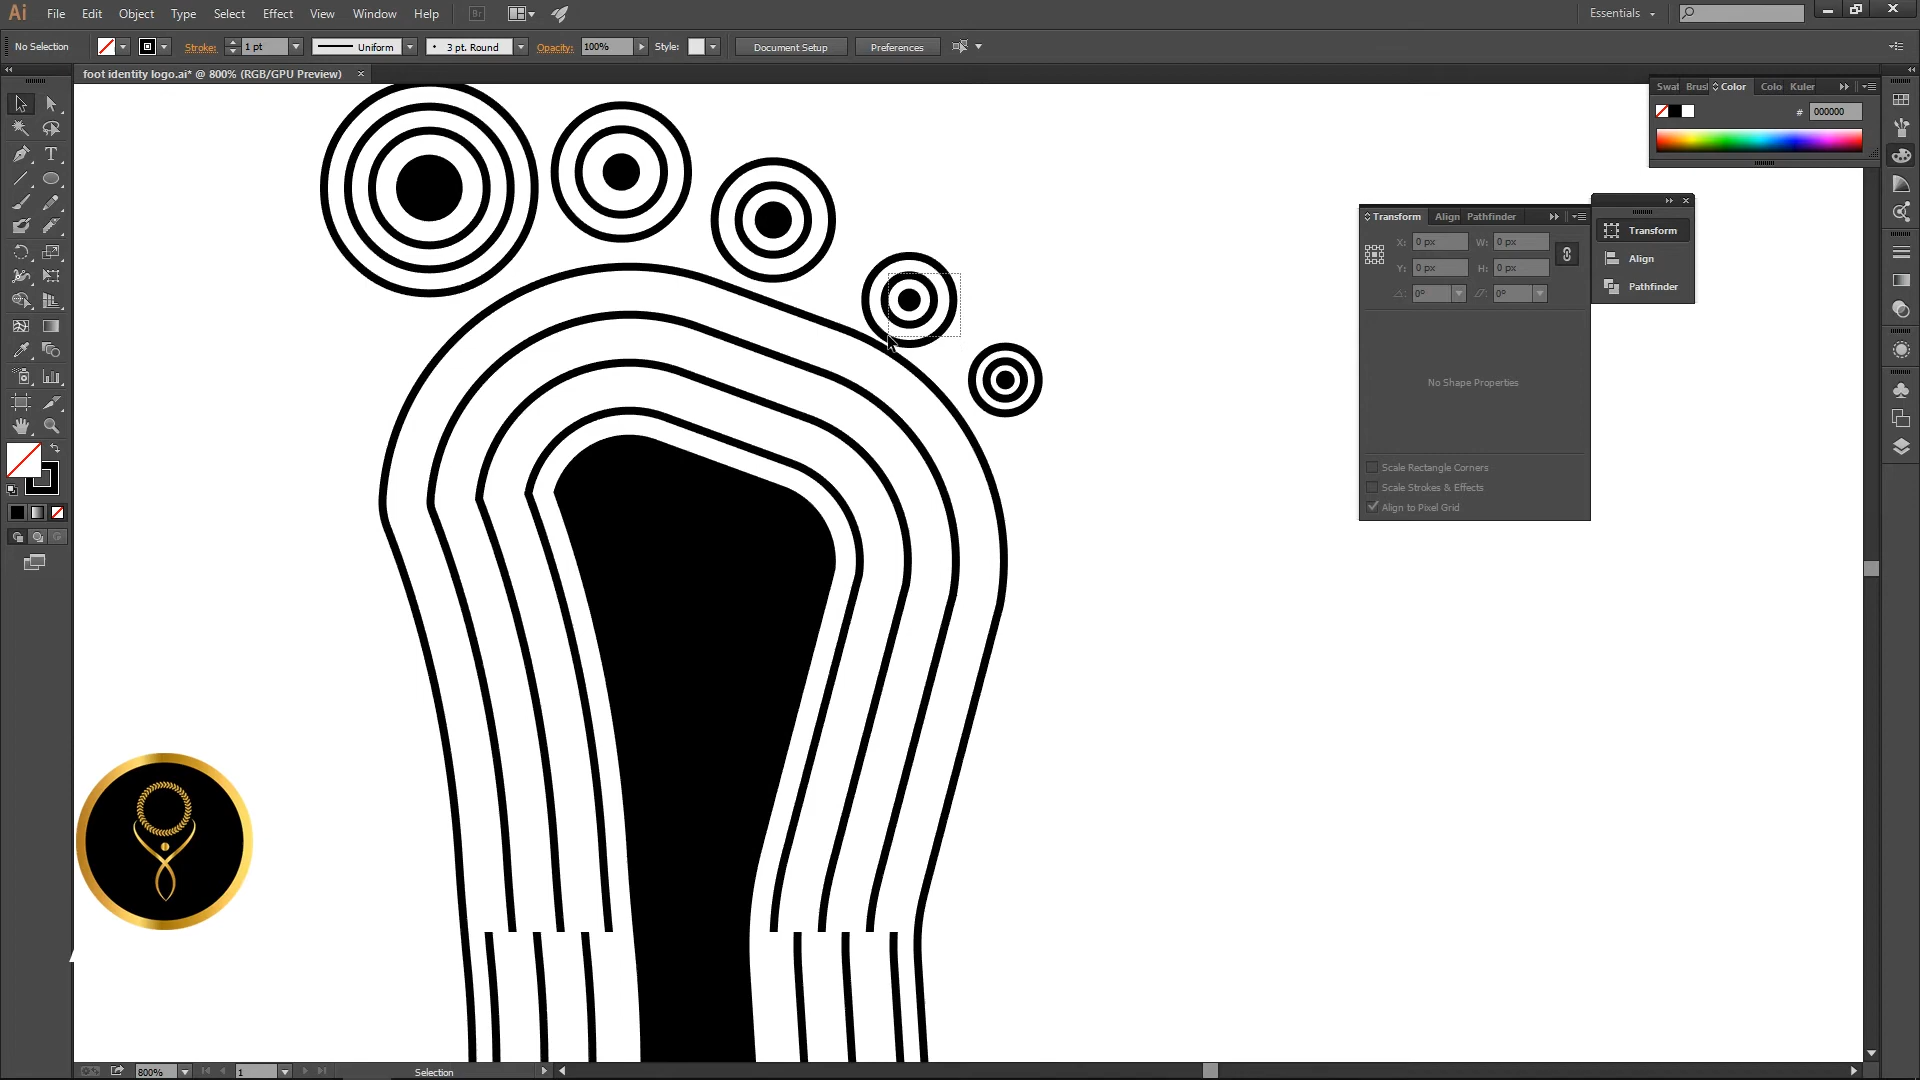 Ai File Edit Object Type Select Effect View Window Help Br Essentials
No Selection Stroke: 1 pt Uniform 3 pt. Round Opacity: 100% Style: Document Setup Preferences
foot identity logo.ai* @ 800% (RGB/GPU Preview) ×
Swat Brusl Color Colo Kuler
# 000000
Transform Align Pathfinder
X: 0 px W: 0 px
Y: 0 px H: 0 px
0° 0°
No Shape Properties
Scale Rectangle Corners
Scale Strokes & Effects
Align to Pixel Grid
Transform
Align
Pathfinder
800% 1 Selection